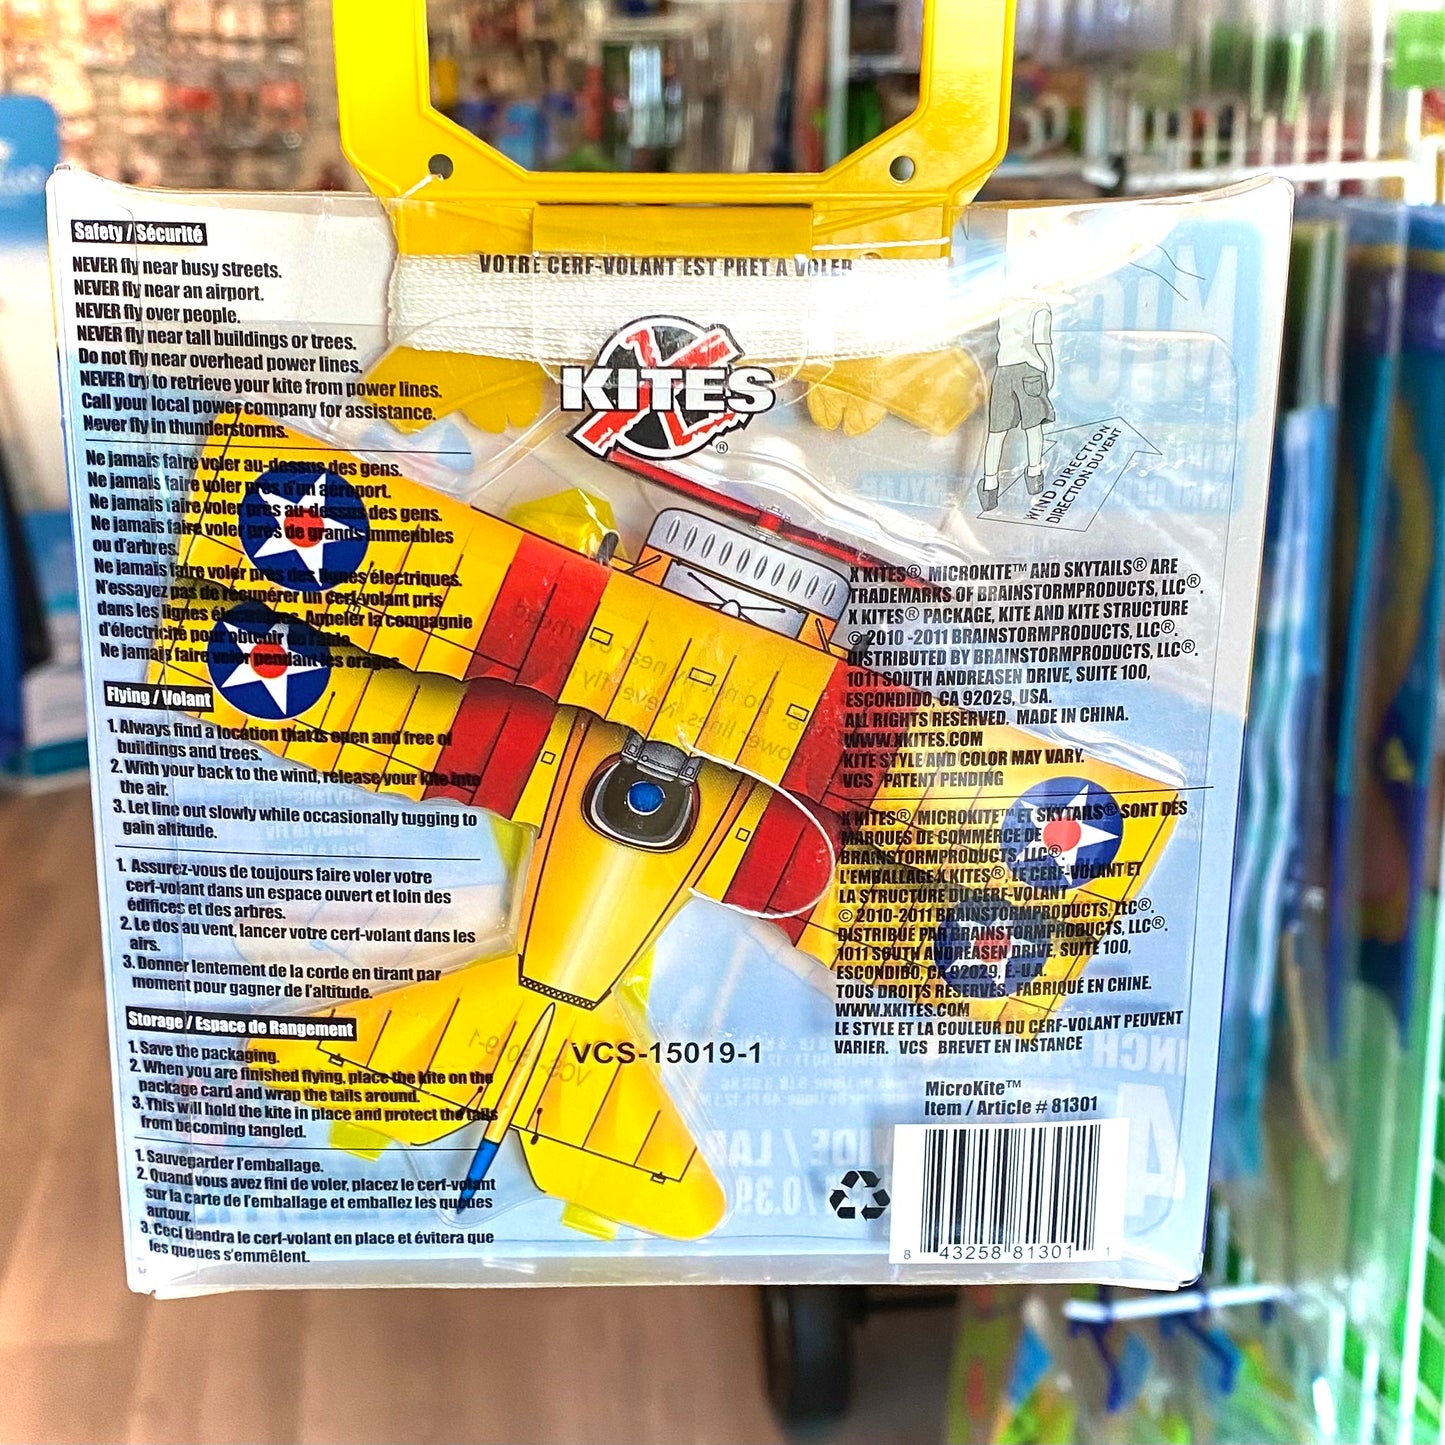 Safety / Sécurité
NEVER fly near busy streets.
NEVER fly near an airport.
NEVER fly over people.
NEVER fly near tall buildings or trees.
Do not fly near overhead power lines.
NEVER try to retrieve your kite from power lines.
Call your local power company for assistance.
Never fly in thunderstorms.
Ne jamais faire voler au-dessus des gens.
Ne jamais faire voler près d'un aéroport.
Ne jamais faire voler près au-dessus des gens.
Ne jamais faire voler près de grands immeubles
ou d'arbres.
Ne jamais faire voler près des lignes électriques.
N'essayez pas de récupérer un cerf-volant pris
dans les lignes électriques. Appeler la compagnie
d'électricité pour obtenir de l'aide.
Ne jamais faire voler pendant les orages.
Flying / Volant
1. Always find a location that is open and free of
buildings and trees.
2. With your back to the wind, release your kite into
the air.
3. Let line out slowly while occasionally tugging to
gain altitude.
1. Assurez-vous de toujours faire voler votre
cerf-volant dans un espace ouvert et loin des
édifices et des arbres.
2. Le dos au vent, lancer votre cerf-volant dans les
airs.
3. Donner lentement de la corde en tirant par
moment pour gagner de l'altitude.
Storage / Espace de Rangement
1. Save the packaging.
2. When you are finished flying, place the kite on the
package card and wrap the tails around.
3. This will hold the kite in place and protect the tails
from becoming tangled.
1. Sauvegarder l'emballage.
2. Quand vous avez fini de voler, placez le cerf-volant
sur la carte de l'emballage et emballez les queues
autour.
3. Ceci tiendra le cerf-volant en place et évitera que
les queues s'emmêlent.
VOTRE CERF-VOLANT EST PRET A VOLER
X KITES®
WIND DIRECTION
DIRECTION DU VENT
X KITES® MICROKITE™ AND SKYTAILS® ARE
TRADEMARKS OF BRAINSTORMPRODUCTS, LLC®.
X KITES® PACKAGE, KITE AND KITE STRUCTURE
© 2010 -2011 BRAINSTORMPRODUCTS, LLC®.
DISTRIBUTED BY BRAINSTORMPRODUCTS, LLC®.
1011 SOUTH ANDREASEN DRIVE, SUITE 100,
ESCONDIDO, CA 92029, USA.
ALL RIGHTS RESERVED. MADE IN CHINA.
WWW.XKITES.COM
KITE STYLE AND COLOR MAY VARY.
VCS PATENT PENDING
X KITES®, MICROKITE™ ET SKYTAILS® SONT DES
MARQUES DE COMMERCE DE
BRAINSTORMPRODUCTS, LLC®.
L'EMBALLAGE X KITES®, LE CERF-VOLANT ET
LA STRUCTURE DU CERF-VOLANT
© 2010-2011 BRAINSTORMPRODUCTS, LLC®.
DISTRIBUÉ PAR BRAINSTORMPRODUCTS, LLC®.
1011 SOUTH ANDREASEN DRIVE, SUITE 100,
ESCONDIDO, CA 92029, É.-U.A.
TOUS DROITS RESERVÉS. FABRIQUÉ EN CHINE.
WWW.XKITES.COM
LE STYLE ET LA COULEUR DU CERF-VOLANT PEUVENT
VARIER. VCS BREVET EN INSTANCE
VCS-15019-1
MicroKite™
Item / Article # 81301
8 43258 81301 1